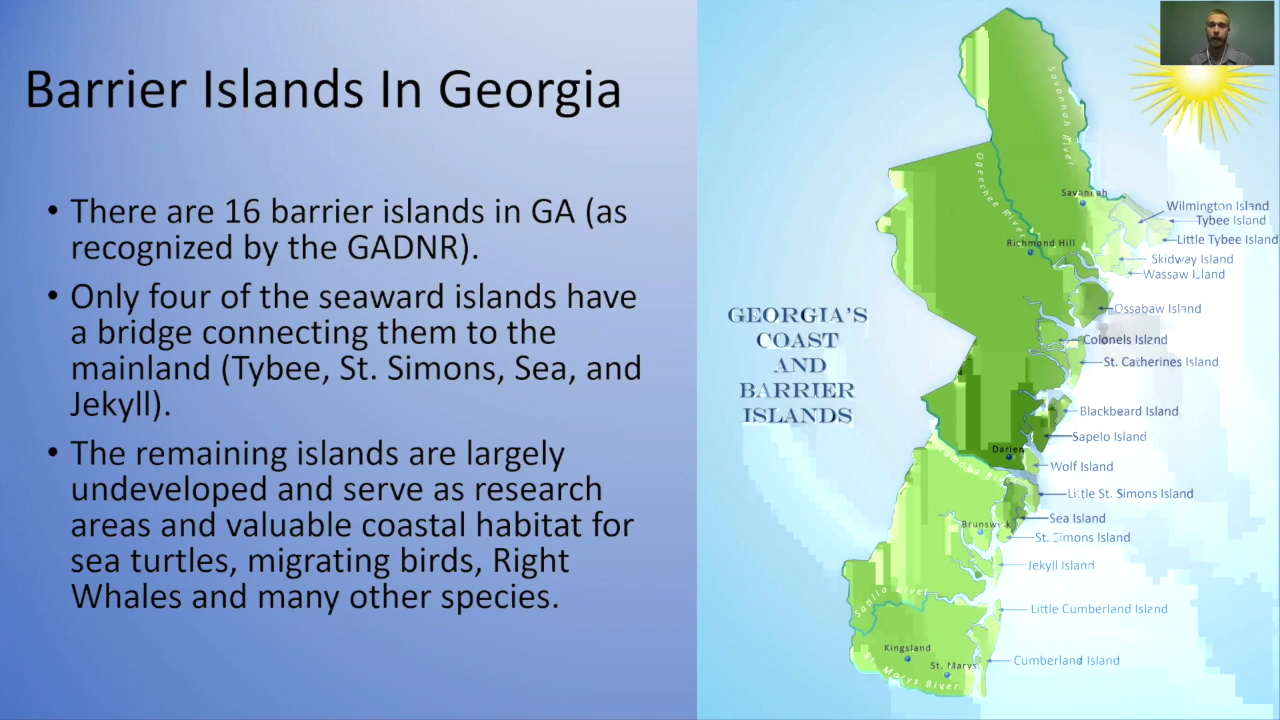 Barrier Islands In Georgia
• There are 16 barrier islands in GA (as
recognized by the GADNR).
• Only four of the seaward islands have
a bridge connecting them to the
mainland (Tybee, St. Simons, Sea, and
Jekyll).
• The remaining islands are largely
undeveloped and serve as research
areas and valuable coastal habitat for
sea turtles, migrating birds, Right
Whales and many other species.
GEORGIA'S
COAST
AND
BARRIER
ISLANDS
Savannah River
Ogeechee River
Savannah
Richmond Hill
Wilmington Island
Tybee Island
Little Tybee Island
Skidway Island
Wassaw Island
Ossabaw Island
Colonels Island
St. Catherines Island
Blackbeard Island
Sapelo Island
Darien
Wolf Island
Little St. Simons Island
Sea Island
Brunswick
St. Simons Island
Jekyll Island
Satilla River
Little Cumberland Island
Kingsland
St. Marys
Cumberland Island
St. Marys River